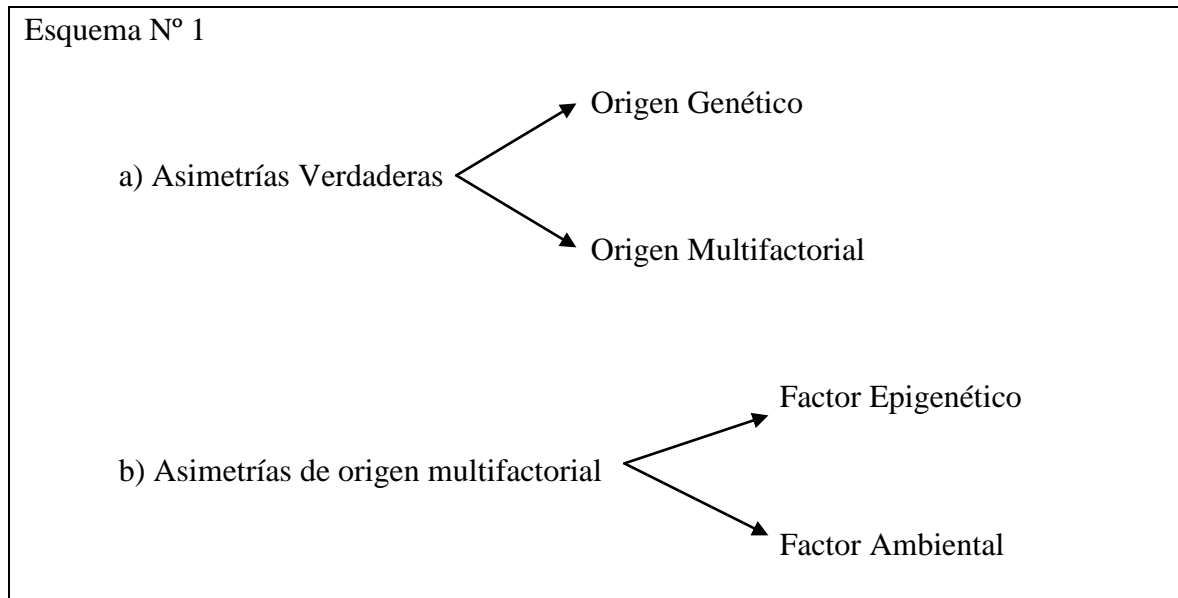 Esquema Nº 1
Origen Genético
a) Asimetrías Verdaderas
Origen Multifactorial
Factor Epigenético
b) Asimetrías de origen multifactorial
Factor Ambiental